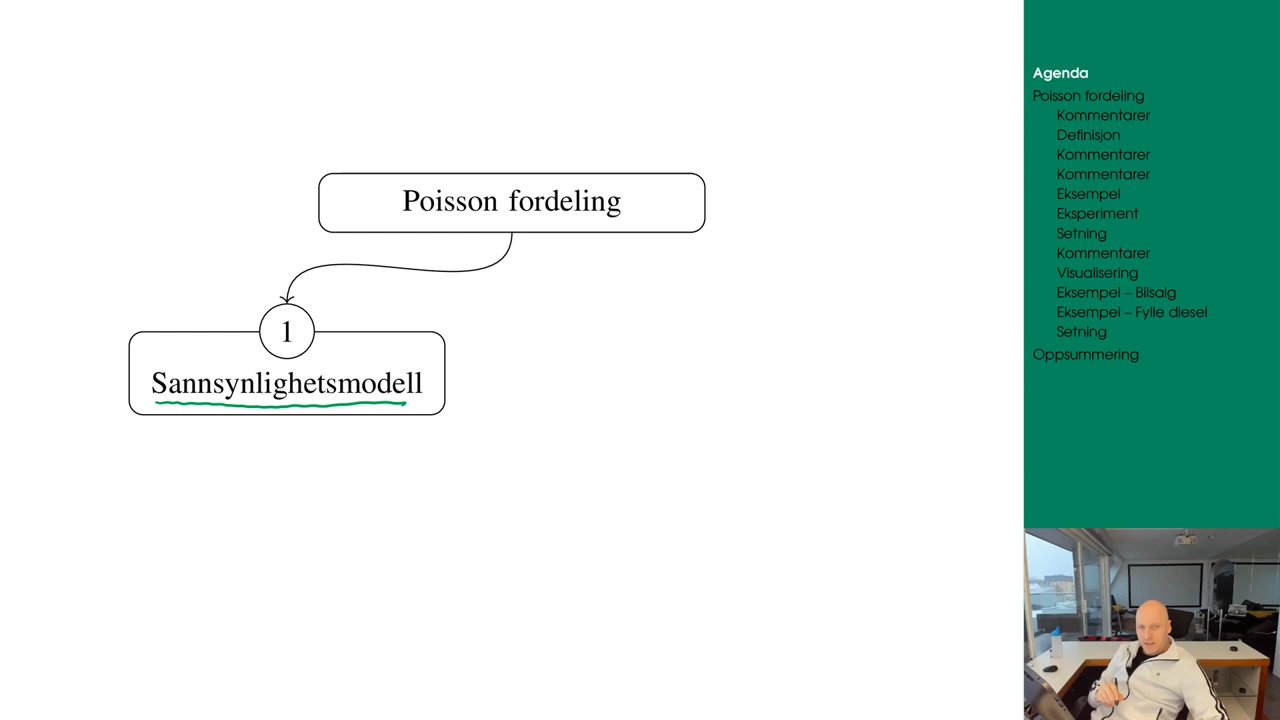 Poisson fordeling
1
Sannsynlighetsmodell
Agenda
Poisson fordeling
Kommentarer
Definisjon
Kommentarer
Kommentarer
Eksempel
Eksperiment
Setning
Kommentarer
Visualisering
Eksempel – Bilsalg
Eksempel – Fylle diesel
Setning
Oppsummering